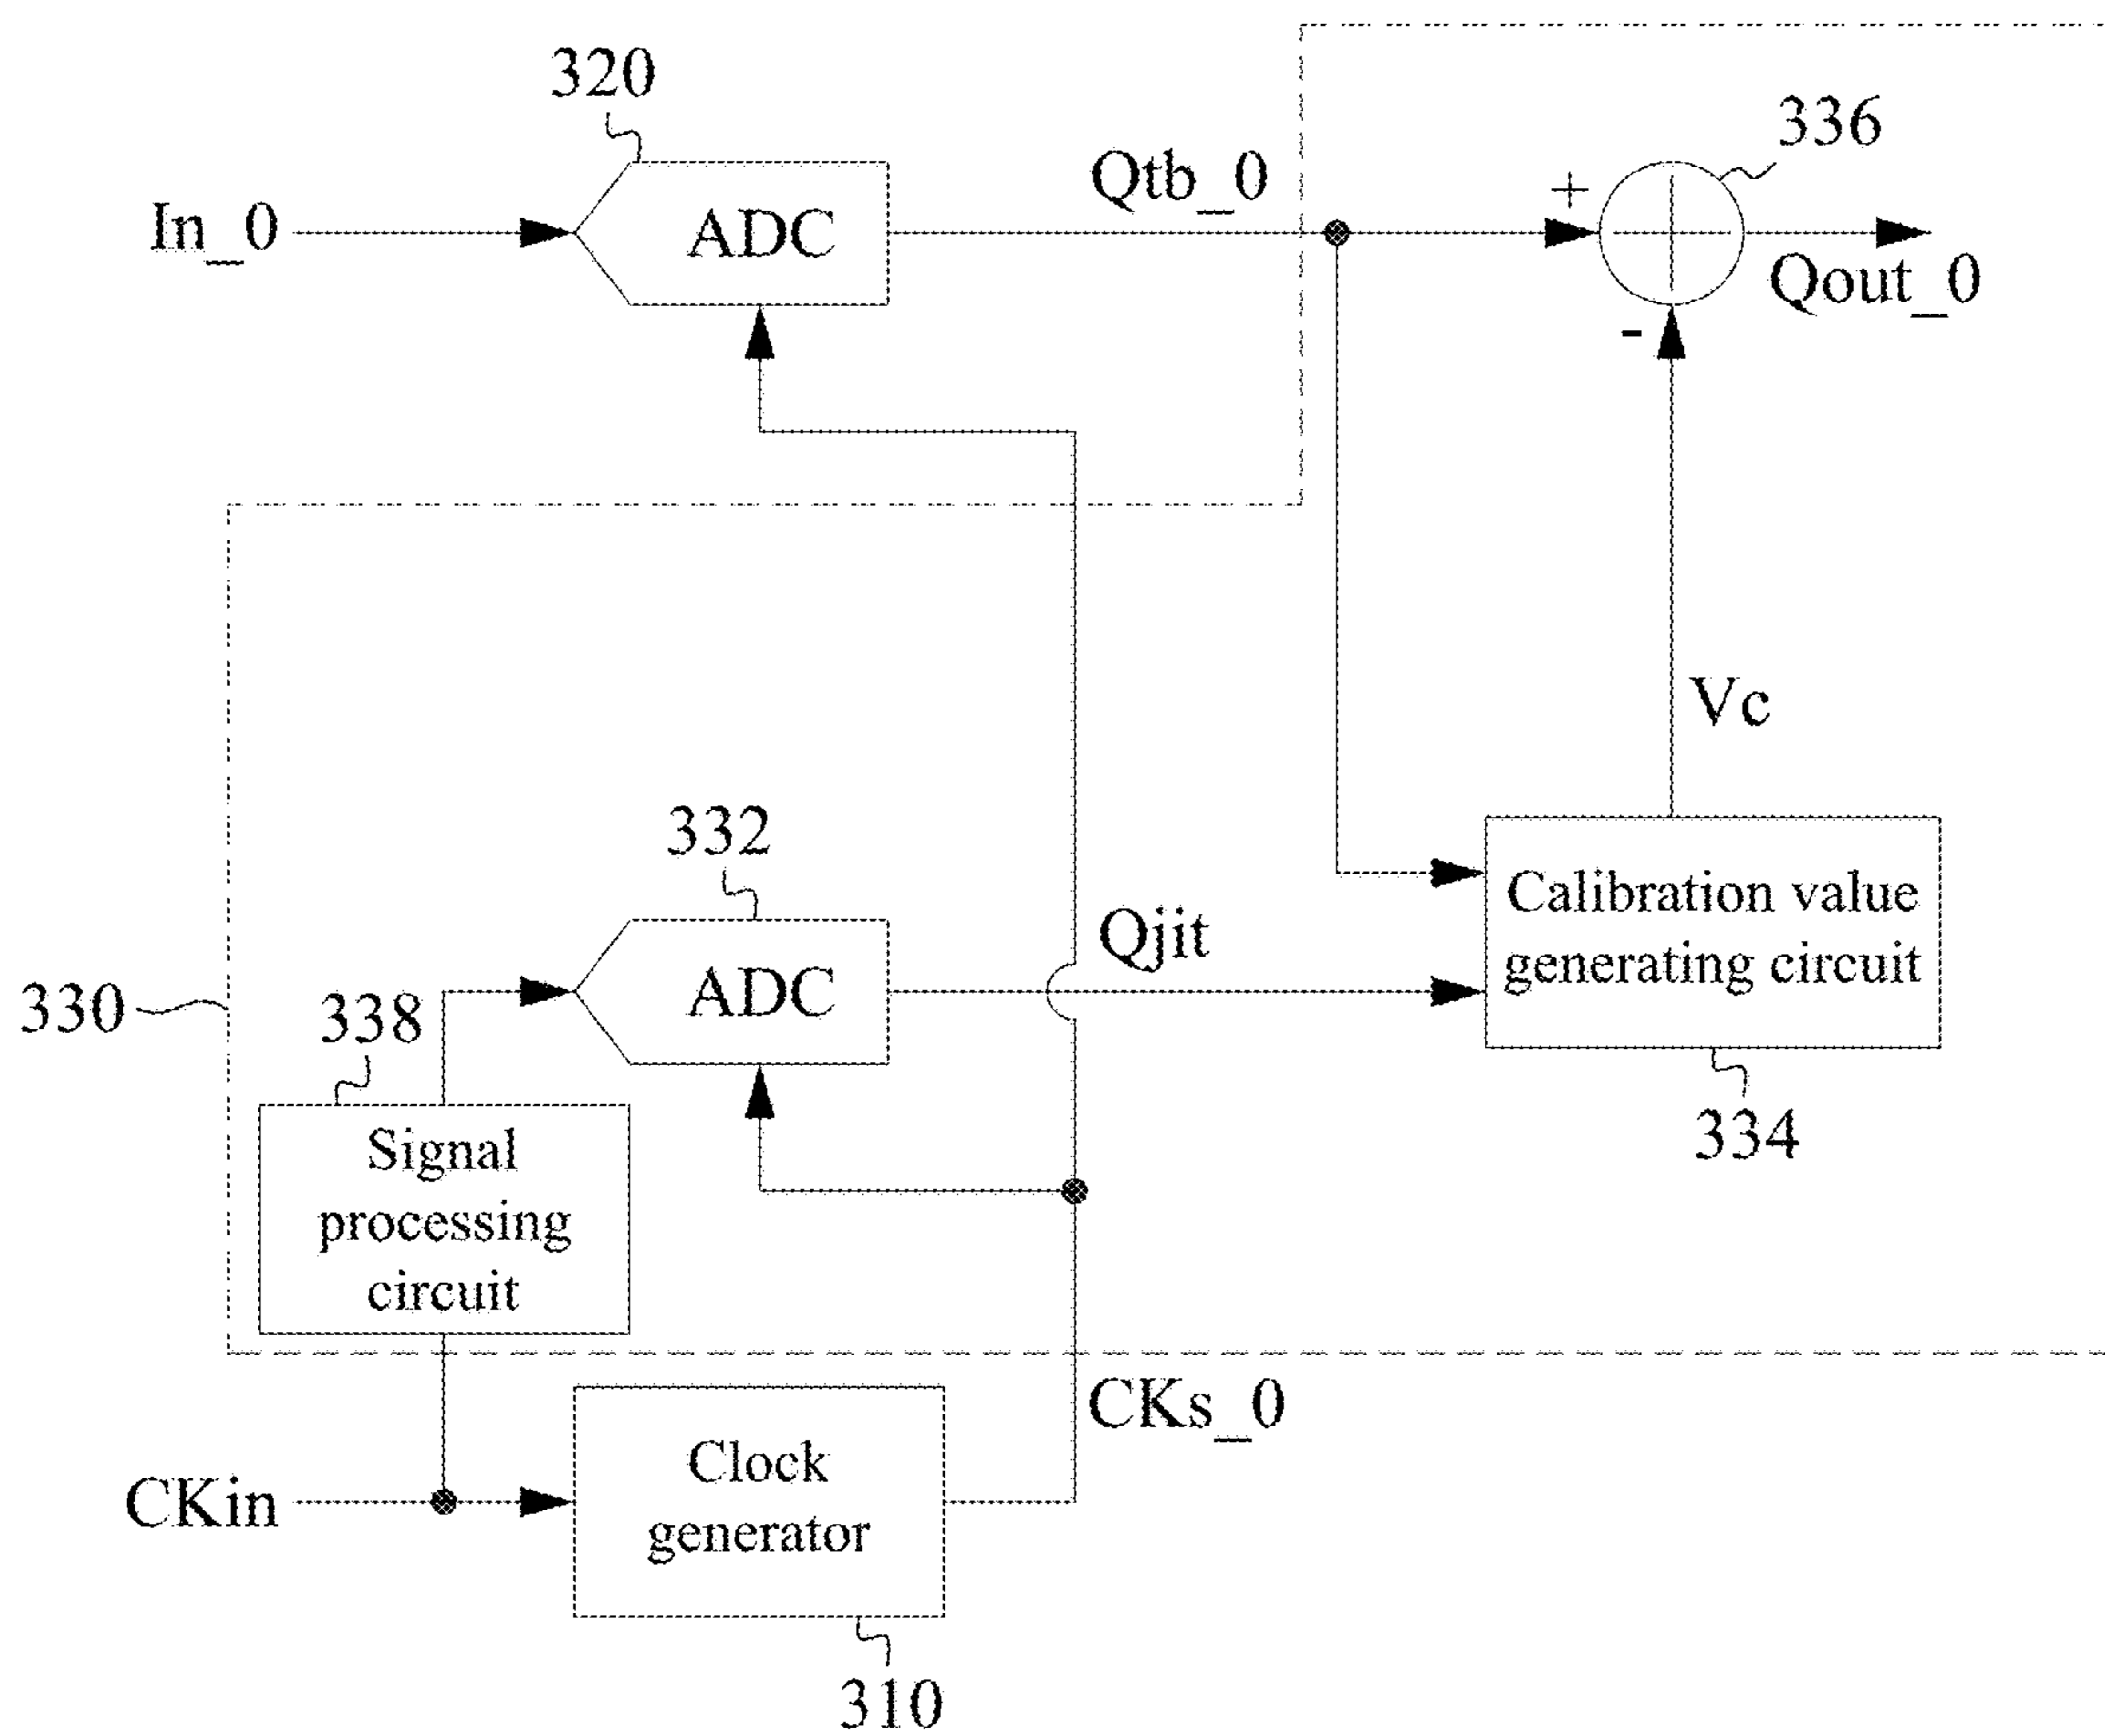 320
336
In_0
ADC
Qtb_0
+
Qout_0
-
Vc
332
Calibration value
generating circuit
Qjit
ADC
330
338
334
Signal
processing
circuit
CKs_0
Clock
generator
CKin
310